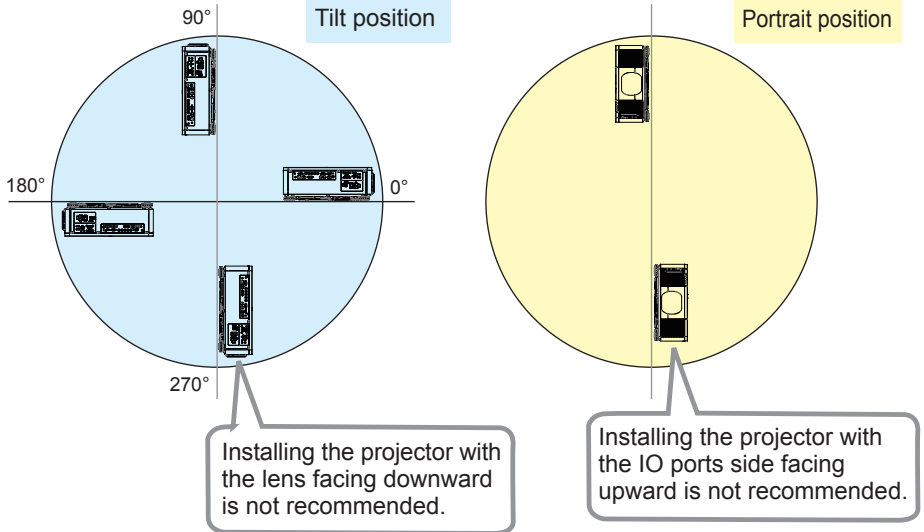 90°
Tilt position
Portrait position
180°
0°
270°
Installing the projector with
the lens facing downward
is not recommended.
Installing the projector with
the IO ports side facing
upward is not recommended.